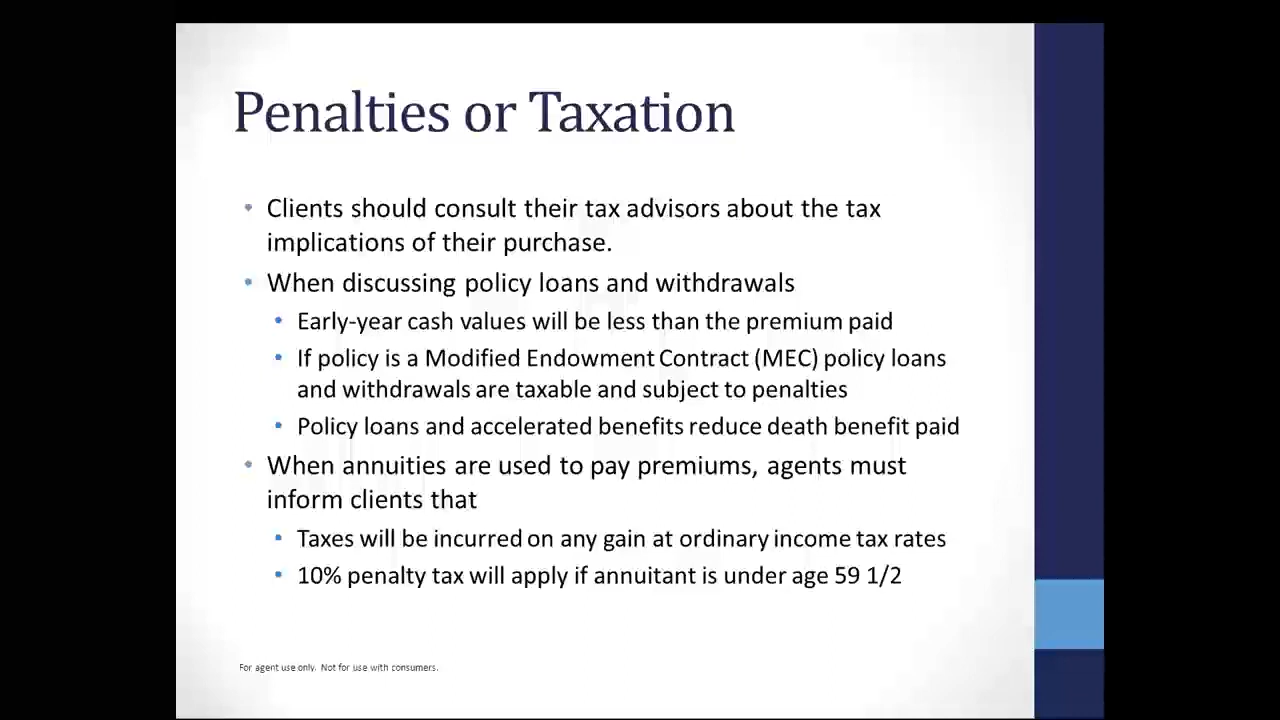 Penalties or Taxation
• Clients should consult their tax advisors about the tax
implications of their purchase.
• When discussing policy loans and withdrawals
• Early-year cash values will be less than the premium paid
• If policy is a Modified Endowment Contract (MEC) policy loans
and withdrawals are taxable and subject to penalties
• Policy loans and accelerated benefits reduce death benefit paid
• When annuities are used to pay premiums, agents must
inform clients that
• Taxes will be incurred on any gain at ordinary income tax rates
• 10% penalty tax will apply if annuitant is under age 59 1/2
For agent use only. Not for use with consumers.